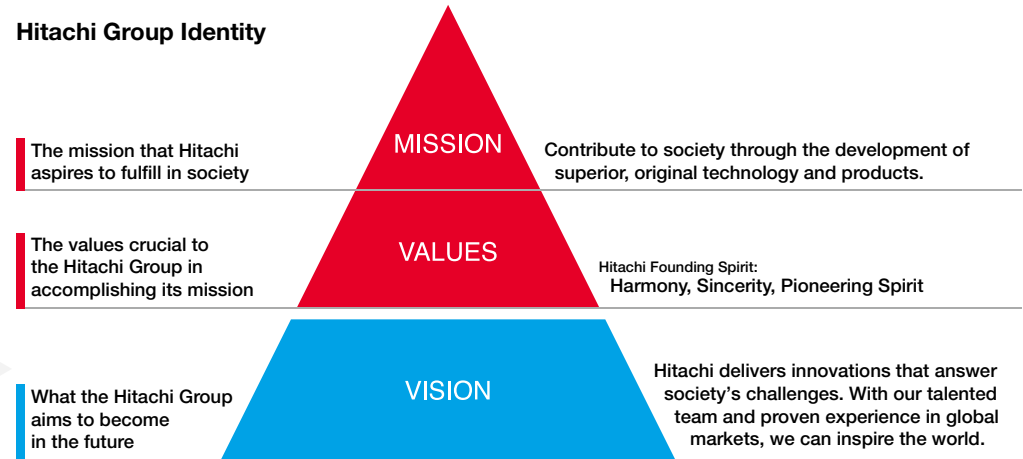 Hitachi Group Identity
The mission that Hitachi
aspires to fulfill in society
MISSION
Contribute to society through the development of
superior, original technology and products.
The values crucial to
the Hitachi Group in
accomplishing its mission
VALUES
Hitachi Founding Spirit:
Harmony, Sincerity, Pioneering Spirit
What the Hitachi Group
aims to become
in the future
VISION
Hitachi delivers innovations that answer
society’s challenges. With our talented
team and proven experience in global
markets, we can inspire the world.